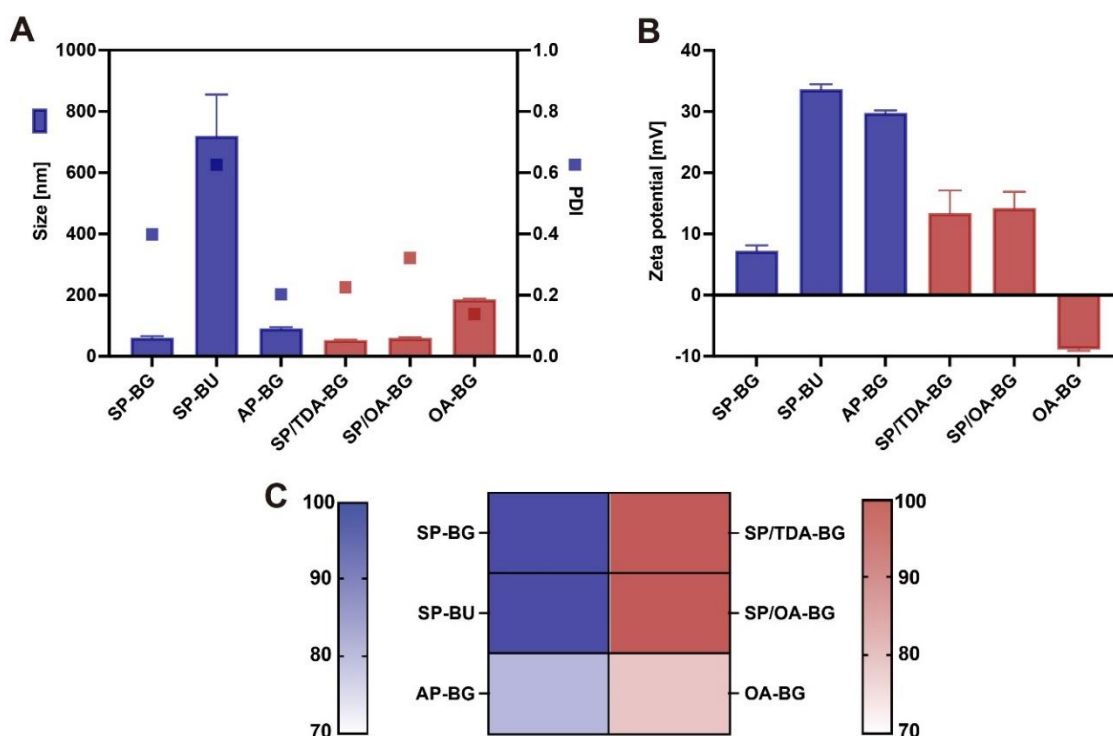 A
1000
800
600
400
200
0
Size [nm]
1.0
0.8
0.6
0.4
0.2
0.0
PDI
SP-BG
SP-BU
AP-BG
SP/TDA-BG
SP/OA-BG
OA-BG
B
40
30
20
10
0
-10
Zeta potential [mV]
SP-BG
SP-BU
AP-BG
SP/TDA-BG
SP/OA-BG
OA-BG
C
100
90
80
70
SP-BG
SP-BU
AP-BG
SP/TDA-BG
SP/OA-BG
OA-BG
100
90
80
70